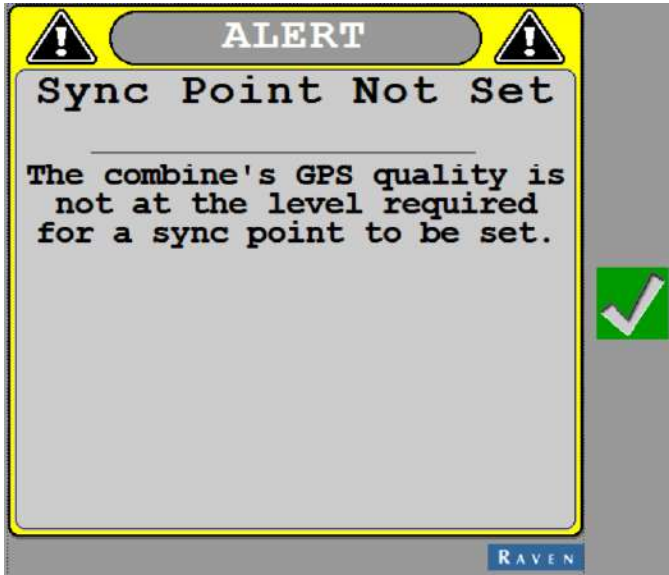 ALERT
Sync Point Not Set
The combine's GPS quality is
not at the level required
for a sync point to be set.
RAVEN